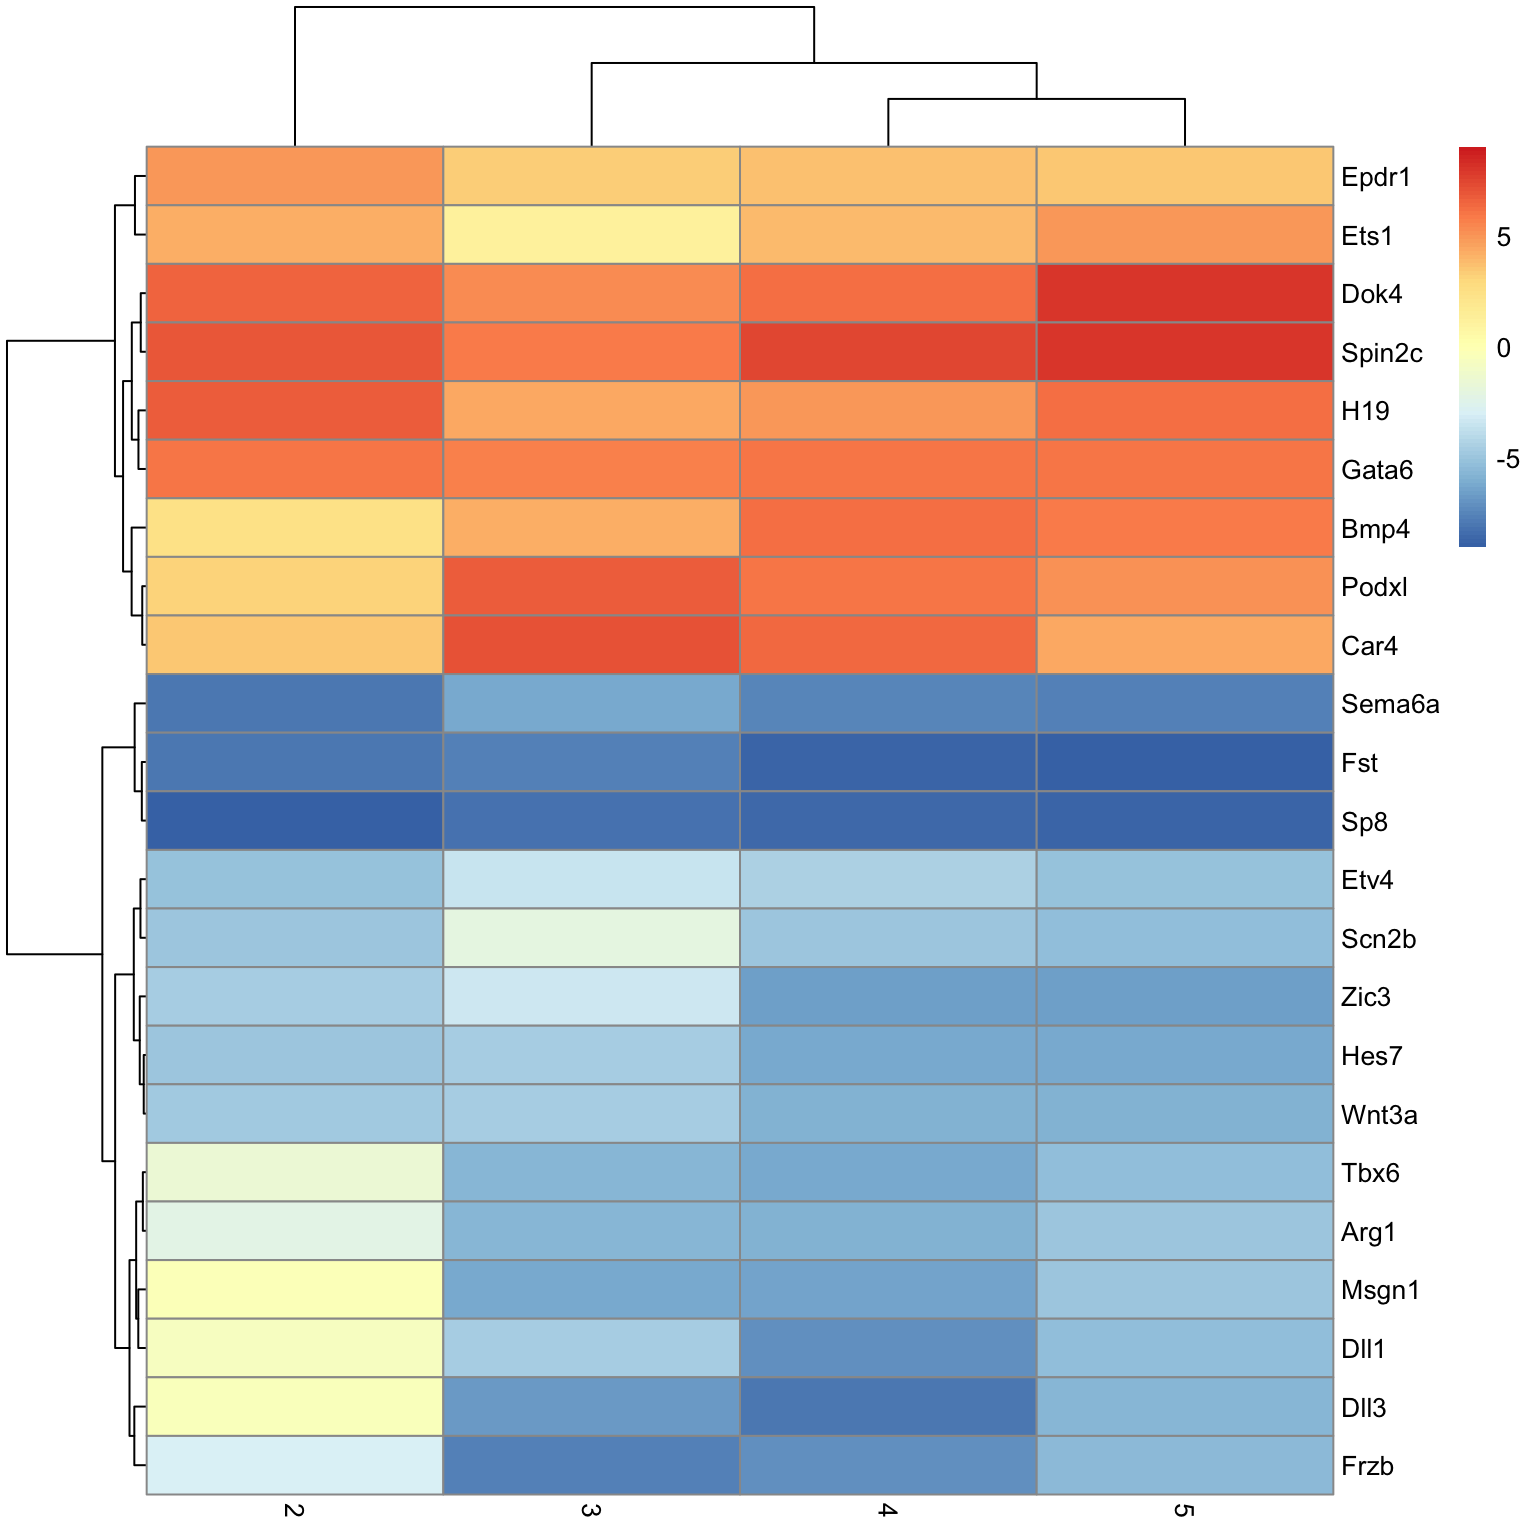 Epdr1
Ets1
Dok4
Spin2c
H19
Gata6
Bmp4
Podxl
Car4
Sema6a
Fst
Sp8
Etv4
Scn2b
Zic3
Hes7
Wnt3a
Tbx6
Arg1
Msgn1
Dll1
Dll3
Frzb
2 3 4 5
5
0
-5